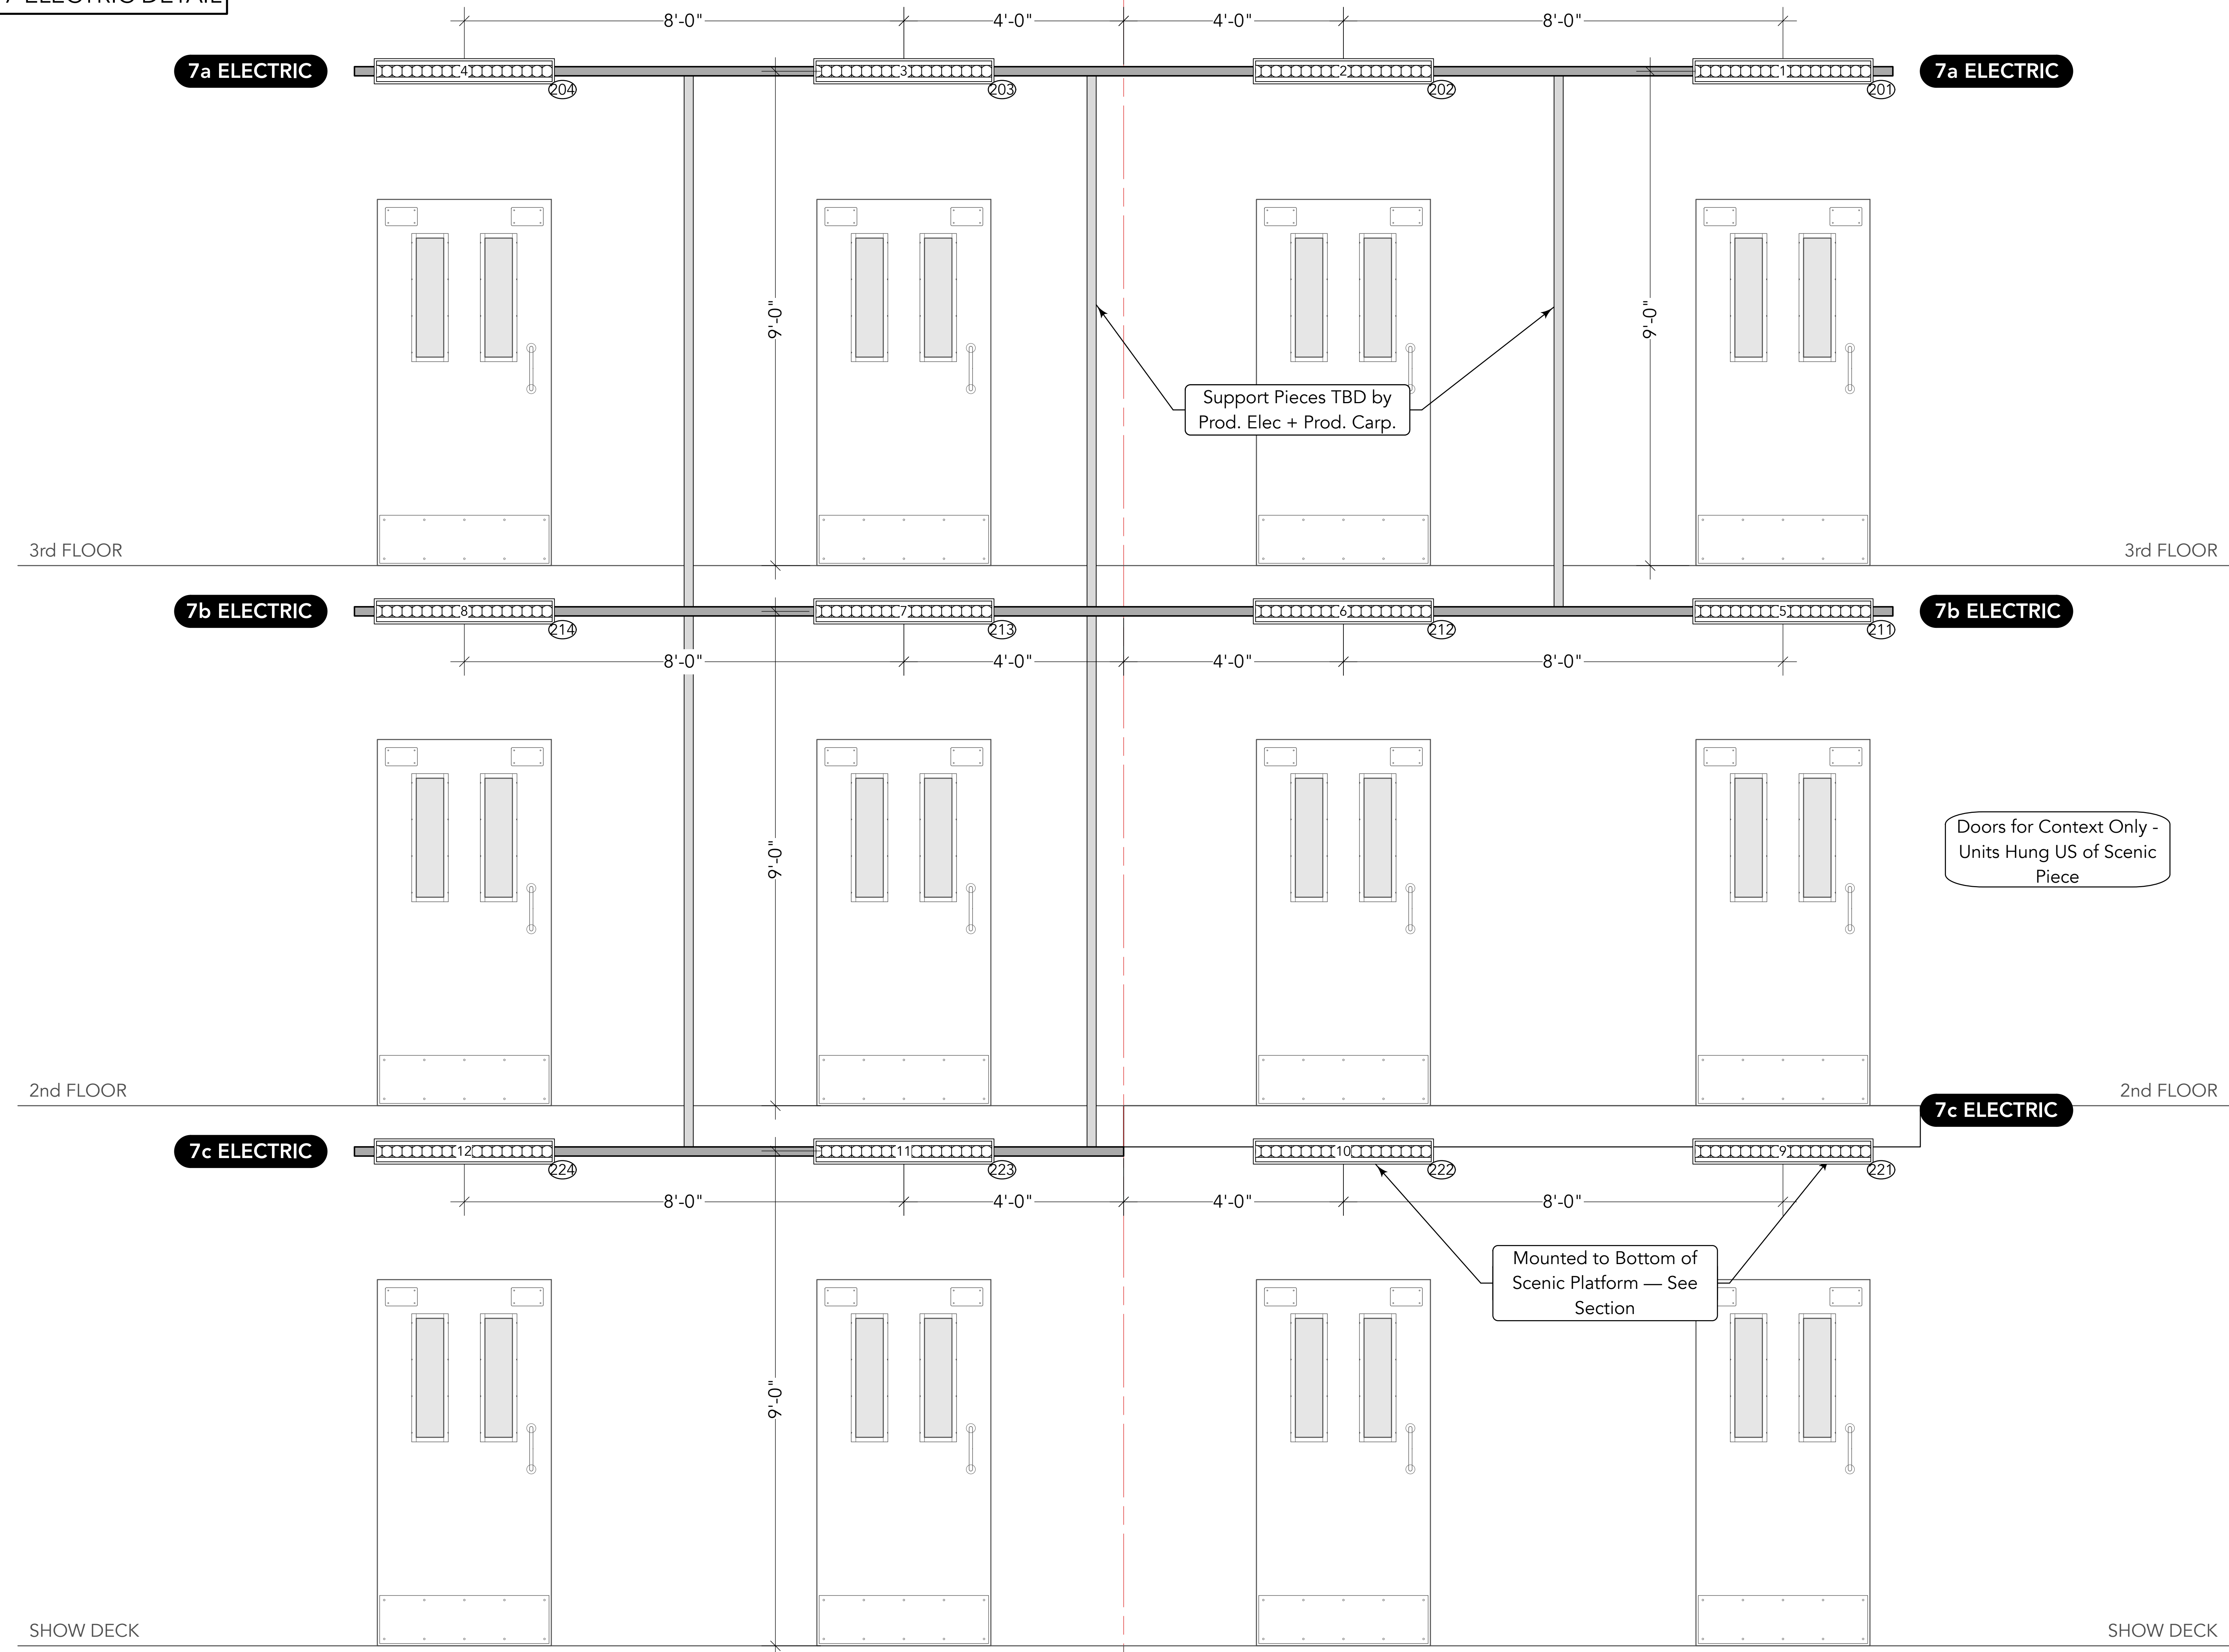 7 ELECTRIC DETAIL
8'-0" 4'-0" 4'-0" 8'-0"
7a ELECTRIC 4 3 2 1 7a ELECTRIC
204 203 202 201
9'-0" 9'-0"
Support Pieces TBD by
Prod. Elec + Prod. Carp.
3rd FLOOR 3rd FLOOR
7b ELECTRIC 8 7 6 5 7b ELECTRIC
214 213 212 211
8'-0" 4'-0" 4'-0" 8'-0"
9'-0"
Doors for Context Only -
Units Hung US of Scenic
Piece
2nd FLOOR 2nd FLOOR
7c ELECTRIC
7c ELECTRIC 12 11 10 9
224 223 222 221
8'-0" 4'-0" 4'-0" 8'-0"
Mounted to Bottom of
Scenic Platform — See
Section
9'-0"
SHOW DECK SHOW DECK